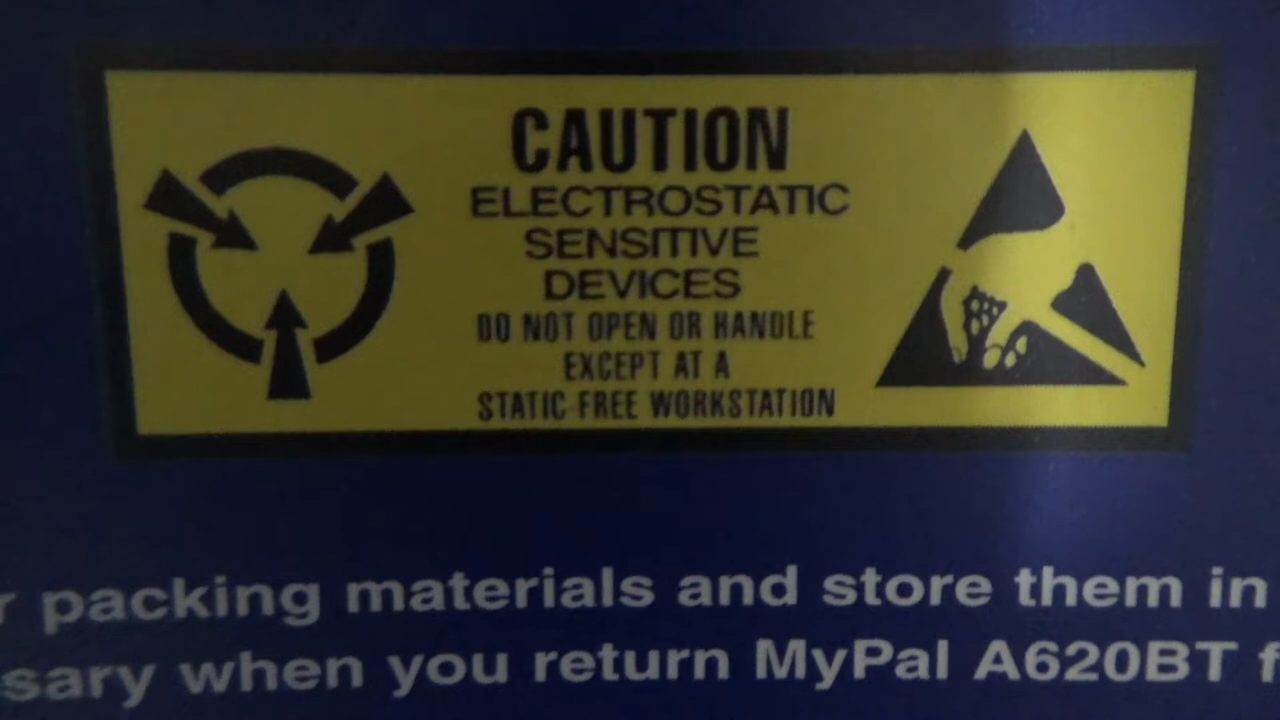 CAUTION
ELECTROSTATIC
SENSITIVE
DEVICES
DO NOT OPEN OR HANDLE
EXCEPT AT A
STATIC FREE WORKSTATION
packing materials and store them in
when you return MyPal A620BT